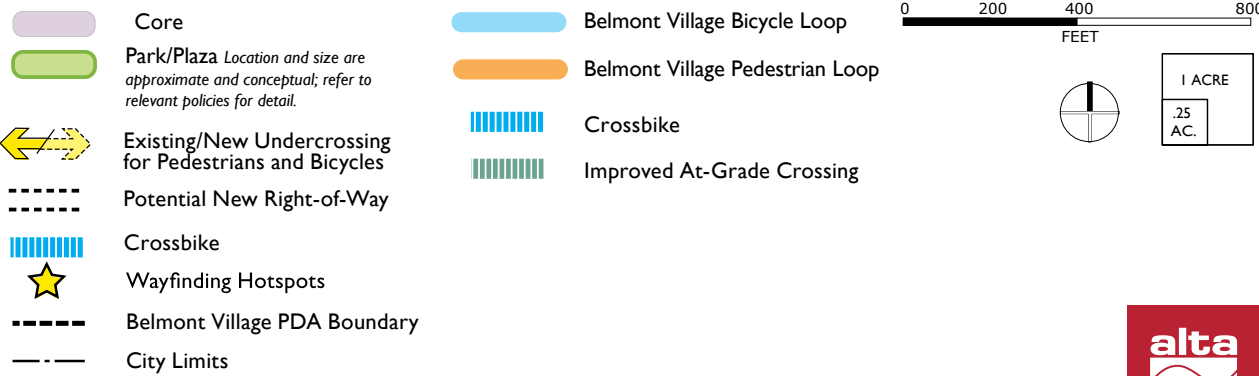 Core
Park/Plaza Location and size are
approximate and conceptual; refer to
relevant policies for detail.
Existing/New Undercrossing
for Pedestrians and Bicycles
Potential New Right-of-Way
Crossbike
Wayfinding Hotspots
Belmont Village PDA Boundary
City Limits
Belmont Village Bicycle Loop
Belmont Village Pedestrian Loop
Crossbike
Improved At-Grade Crossing
0 200 400 800
FEET
1 ACRE
.25
AC.
alta